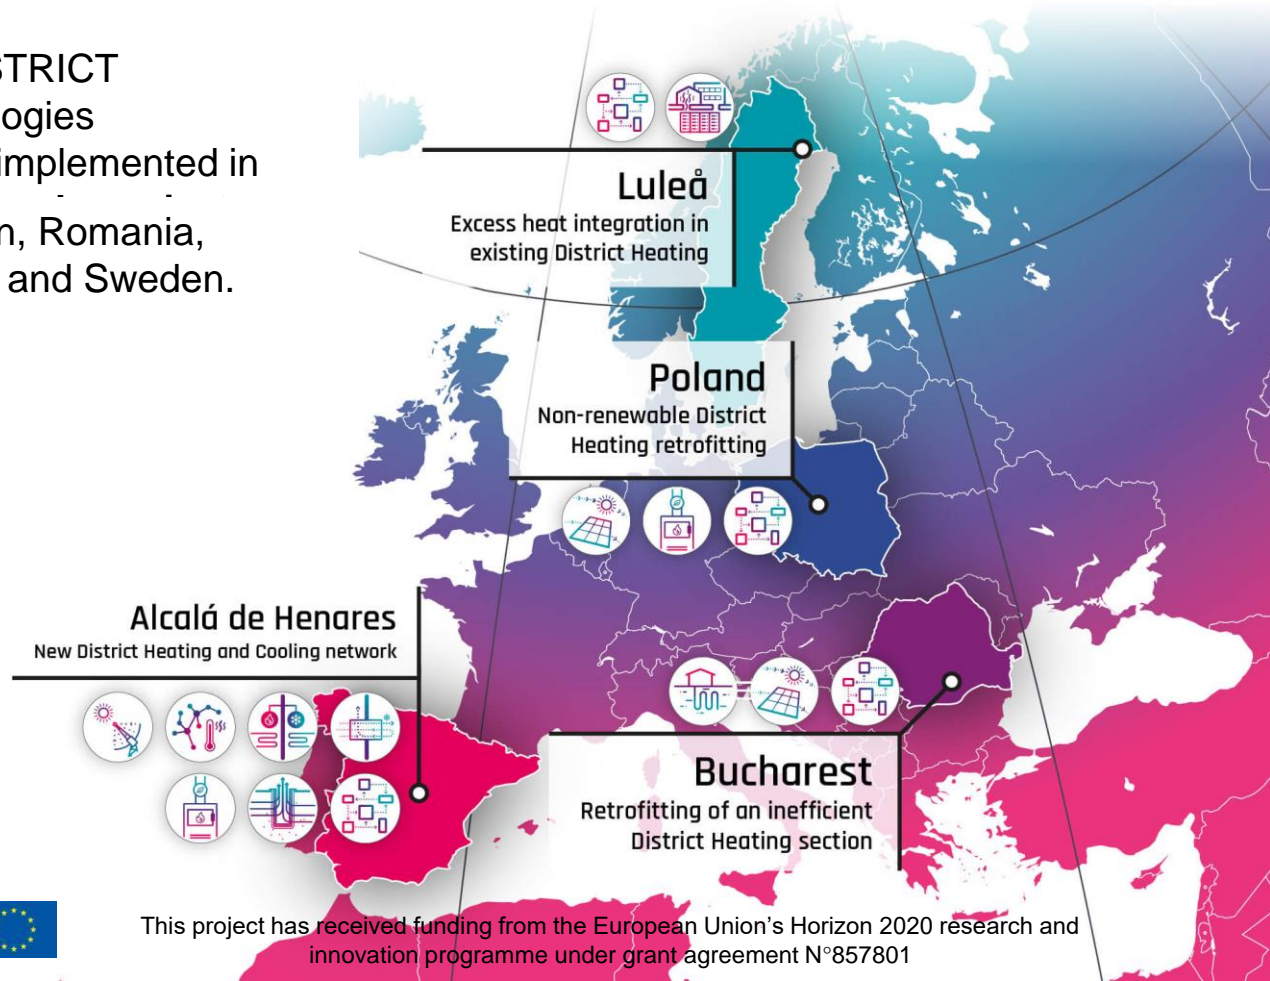 STRICT
ogies
implemented in
n, Romania,
and Sweden.
Luleå
Excess heat integration in
existing District Heating
Poland
Non-renewable District
Heating retrofitting
Alcalá de Henares
New District Heating and Cooling network
Bucharest
Retrofitting of an inefficient
District Heating section
This project has received funding from the European Union’s Horizon 2020 research and
innovation programme under grant agreement N°857801